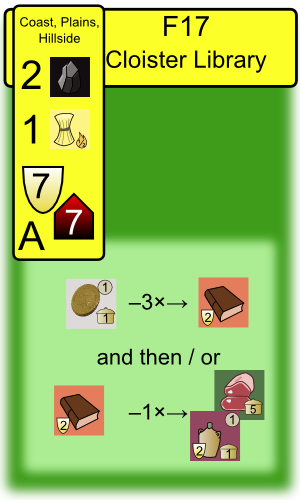 Coast, Plains,
Hillside
F17
Cloister Library
2
1
7
7
A
1
1
–3×→
2
and then / or
2
–1×→
5
1
2
1